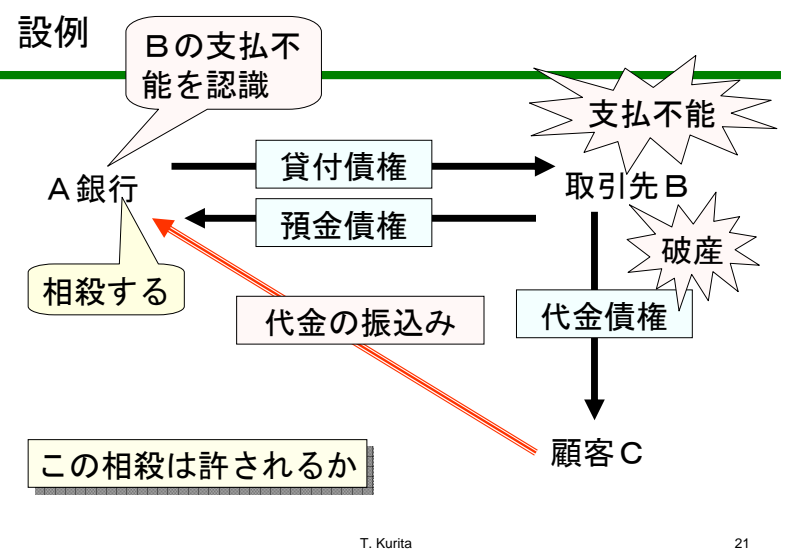 設例
Ｂの支払不
能を認識
支払不能
貸付債権
Ａ銀行
取引先Ｂ
預金債権
破産
相殺する
代金の振込み
代金債権
顧客Ｃ
この相殺は許されるか
T. Kurita
21